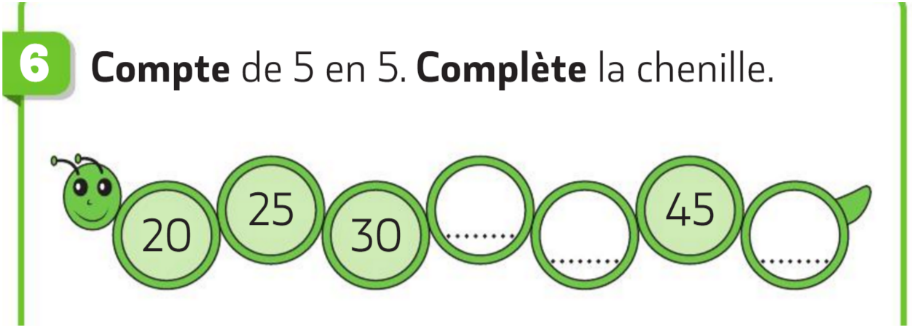 6 Compte de 5 en 5. Complète la chenille.
20 25 30 ........ ........ 45 ........